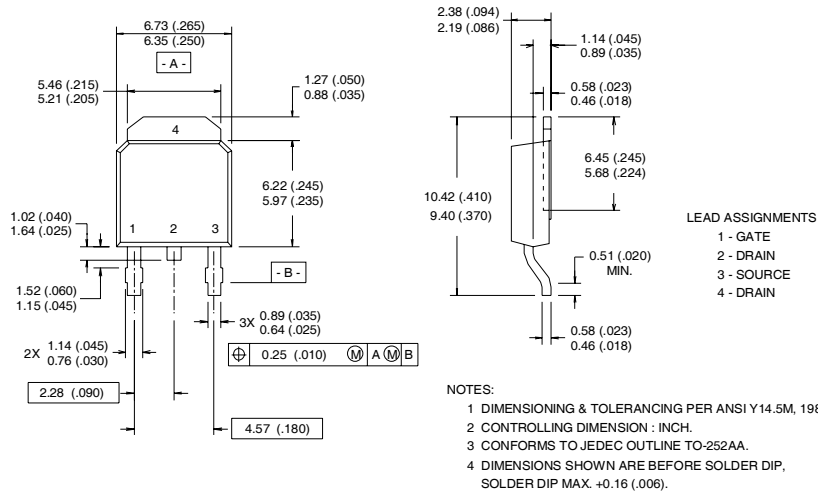 6.73 (.265)
6.35 (.250)
- A -
5.46 (.215)
5.21 (.205)
1.27 (.050)
0.88 (.035)
4
6.22 (.245)
5.97 (.235)
1.02 (.040)
1.64 (.025)
1 2 3
1.52 (.060)
1.15 (.045)
- B -
3X 0.89 (.035)
0.64 (.025)
2X 1.14 (.045)
0.76 (.030)
0.25 (.010) M A M B
2.28 (.090)
4.57 (.180)
2.38 (.094)
2.19 (.086)
1.14 (.045)
0.89 (.035)
0.58 (.023)
0.46 (.018)
6.45 (.245)
5.68 (.224)
10.42 (.410)
9.40 (.370)
0.51 (.020)
MIN.
0.58 (.023)
0.46 (.018)
LEAD ASSIGNMENTS
1 - GATE
2 - DRAIN
3 - SOURCE
4 - DRAIN
NOTES:
1 DIMENSIONING & TOLERANCING PER ANSI Y14.5M, 198
2 CONTROLLING DIMENSION : INCH.
3 CONFORMS TO JEDEC OUTLINE TO-252AA.
4 DIMENSIONS SHOWN ARE BEFORE SOLDER DIP,
SOLDER DIP MAX. +0.16 (.006).